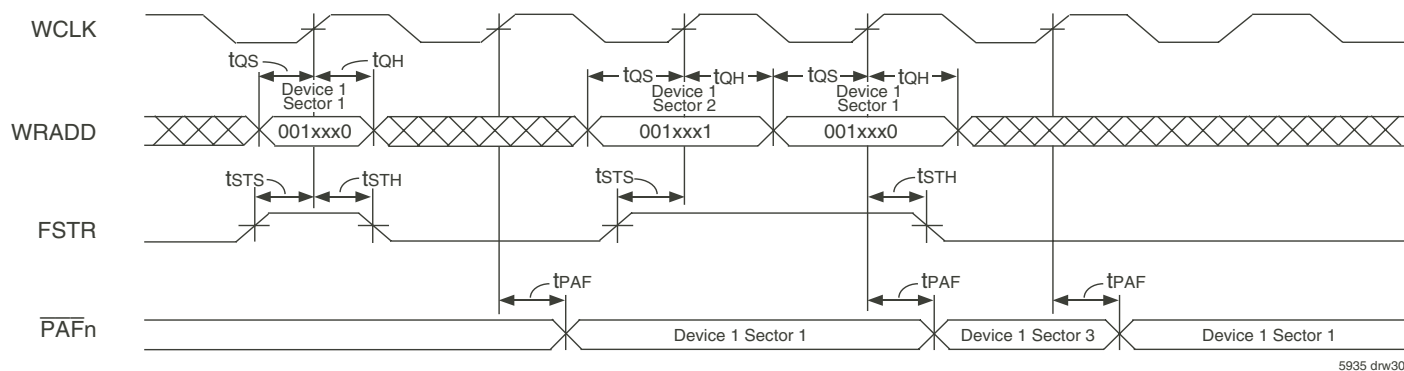 WCLK
tQS tQH tQS tQH tQS tQH
Device 1
Sector 1
Device 1
Sector 2
Device 1
Sector 1
WRADD
001xxx0
001xxx1
001xxx0
tSTS tSTH tSTS tSTH
FSTR
tPAF tPAF tPAF
PAFn
Device 1 Sector 1
Device 1 Sector 3
Device 1 Sector 1
5935 drw30